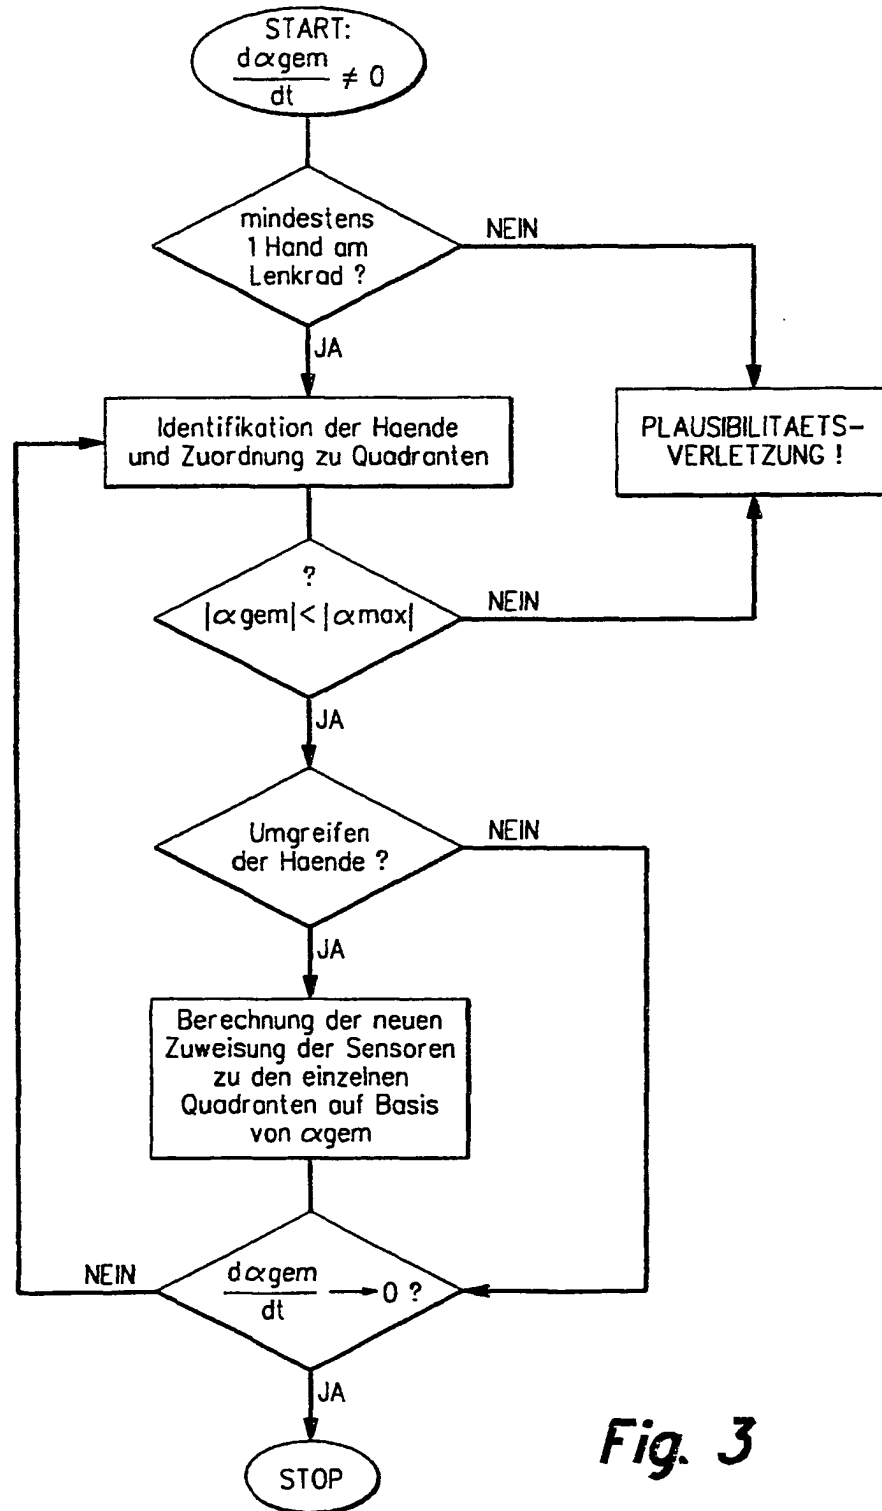 START:
dαgem
dt
≠ 0
mindestens
1 Hand am
Lenkrad ?
NEIN
JA
Identifikation der Haende
und Zuordnung zu Quadranten
PLAUSIBILITAETS-
VERLETZUNG !
?
|αgem| < |αmax|
NEIN
JA
Umgreifen
der Haende ?
NEIN
JA
Berechnung der neuen
Zuweisung der Sensoren
zu den einzelnen
Quadranten auf Basis
von αgem
NEIN
dαgem
dt
→ 0 ?
JA
STOP
Fig. 3